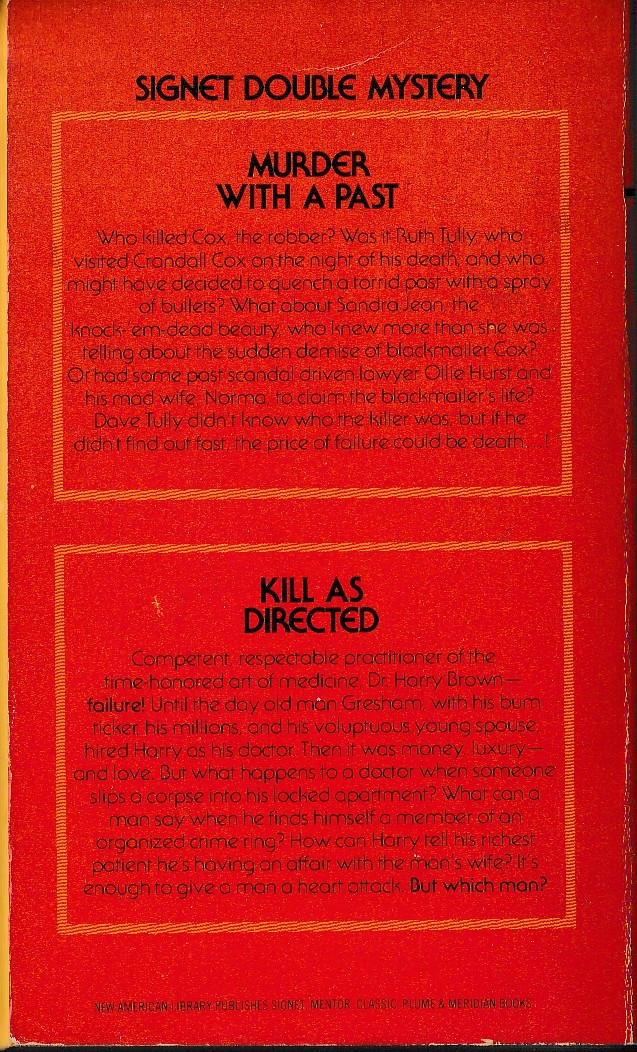 SIGNET DOUBLE MYSTERY
MURDER
WITH A PAST
Who killed Cox, the robber? Was it Ruth Tully, who
visited Crandall Cox on the night of his death, and who
might have decided to quench a torrid past with a spray
of bullets? What about Sandra Jean, the
knock-'em-dead beauty, who knew more than she was
telling about the sudden demise of blackmailer Cox?
Or had some past scandal driven lawyer Ollie Hurst and
his mad wife, Norma, to claim the blackmailer's life?
Dave Tully didn't know who the killer was, but if he
didn't find out fast, the price of failure could be death. . .!
KILL AS
DIRECTED
Competent, respectable practitioner of the
time-honored art of medicine, Dr. Harry Brown—
failure! Until the day old man Gresham, with his bum
ticker, his millions, and his voluptuous young spouse,
hired Harry as his doctor. Then it was money, luxury—
and love. But what happens to a doctor when someone
slips a corpse into his locked apartment? What can a
man say when he finds himself a member of an
organized crime ring? How can Harry tell his richest
patient he's having an affair with the man's wife? It's
enough to give a man a heart attack. But which man?
NEW AMERICAN LIBRARY PUBLISHES SIGNET, MENTOR, CLASSIC, PLUME & MERIDIAN BOOKS